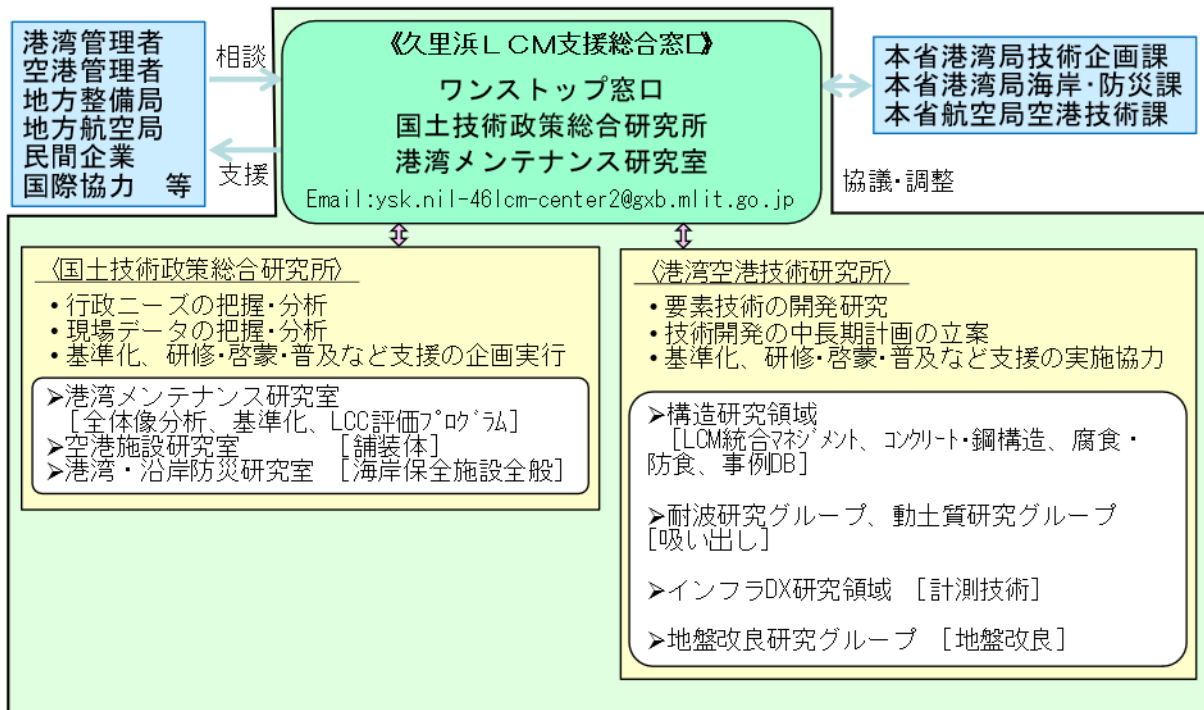 港湾管理者
空港管理者
地方整備局
地方航空局
民間企業
国際協力　等
相談
支援
《久里浜ＬＣＭ支援総合窓口》
ワンストップ窓口
国土技術政策総合研究所
港湾メンテナンス研究室
Email:ysk.nil-46lcm-center2@gxb.mlit.go.jp
本省港湾局技術企画課
本省港湾局海岸・防災課
本省航空局空港技術課
協議・調整
〈国土技術政策総合研究所〉
・行政ニーズの把握・分析
・現場データの把握・分析
・基準化、研修・啓蒙・普及など支援の企画実行
➤港湾メンテナンス研究室
[全体像分析、基準化、LCC評価ﾌﾟﾛｸﾞﾗﾑ]
➤空港施設研究室　　　　[舗装体]
➤港湾・沿岸防災研究室　[海岸保全施設全般]
〈港湾空港技術研究所〉
・要素技術の開発研究
・技術開発の中長期計画の立案
・基準化、研修・啓蒙・普及など支援の実施協力
➤構造研究領域
[LCM統合ﾏﾈｼﾞﾒﾝﾄ、ｺﾝｸﾘｰﾄ・鋼構造、腐食・
防食、事例DB]
➤耐波研究グループ、動土質研究グループ
[吸い出し]
➤インフラDX研究領域　[計測技術]
➤地盤改良研究グループ　[地盤改良]